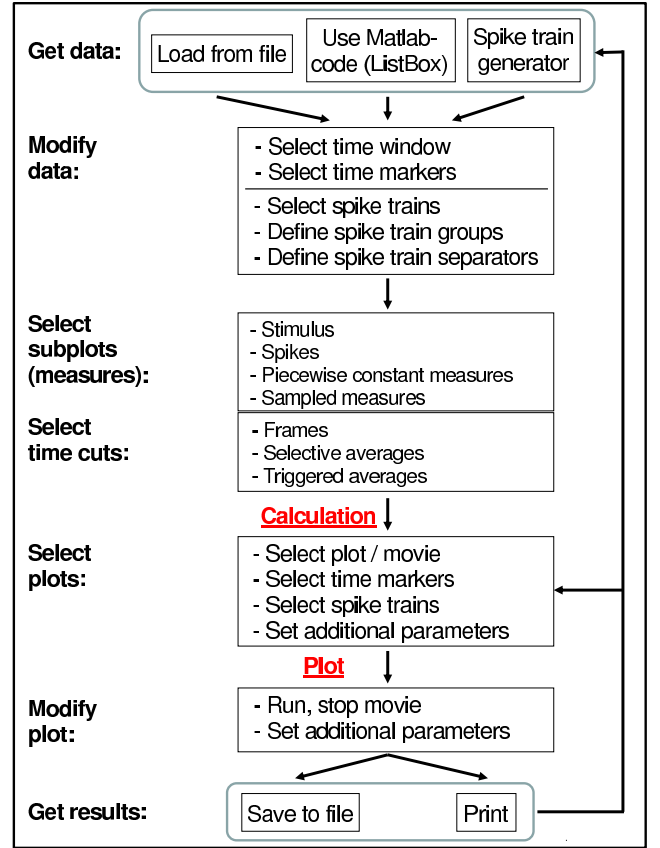 Get data:
Load from file
Use Matlab-
code (ListBox)
Spike train
generator
Modify
data:
- Select time window
- Select time markers
- Select spike trains
- Define spike train groups
- Define spike train separators
Select
subplots
(measures):
- Stimulus
- Spikes
- Piecewise constant measures
- Sampled measures
Select
time cuts:
- Frames
- Selective averages
- Triggered averages
Calculation
Select
plots:
- Select plot / movie
- Select time markers
- Select spike trains
- Set additional parameters
Plot
Modify
plot:
- Run, stop movie
- Set additional parameters
Get results:
Save to file
Print